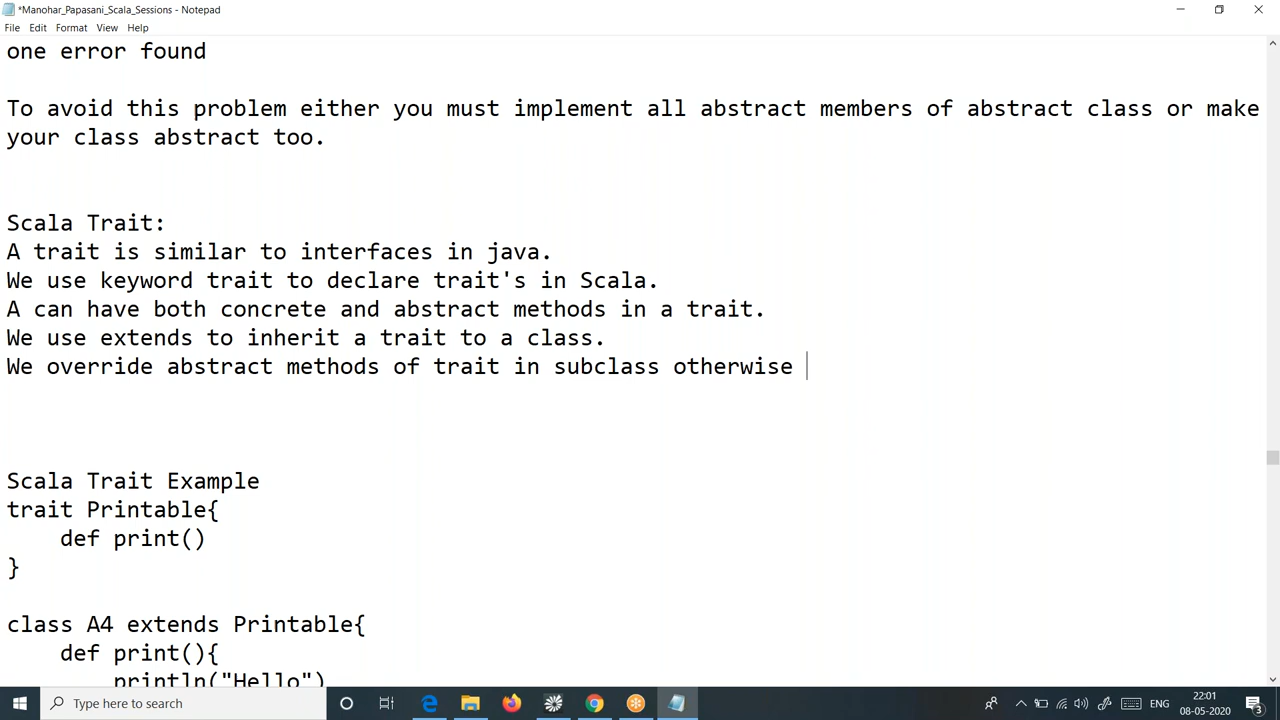 *Manohar_Papasani_Scala_Sessions - Notepad
File Edit Format View Help
one error found
To avoid this problem either you must implement all abstract members of abstract class or make
your class abstract too.
Scala Trait:
A trait is similar to interfaces in java.
We use keyword trait to declare trait's in Scala.
A can have both concrete and abstract methods in a trait.
We use extends to inherit a trait to a class.
We override abstract methods of trait in subclass otherwise
Scala Trait Example
trait Printable{
    def print()
}
class A4 extends Printable{
    def print(){
        println("Hello")
Type here to search
ENG
22:01
08-05-2020
3